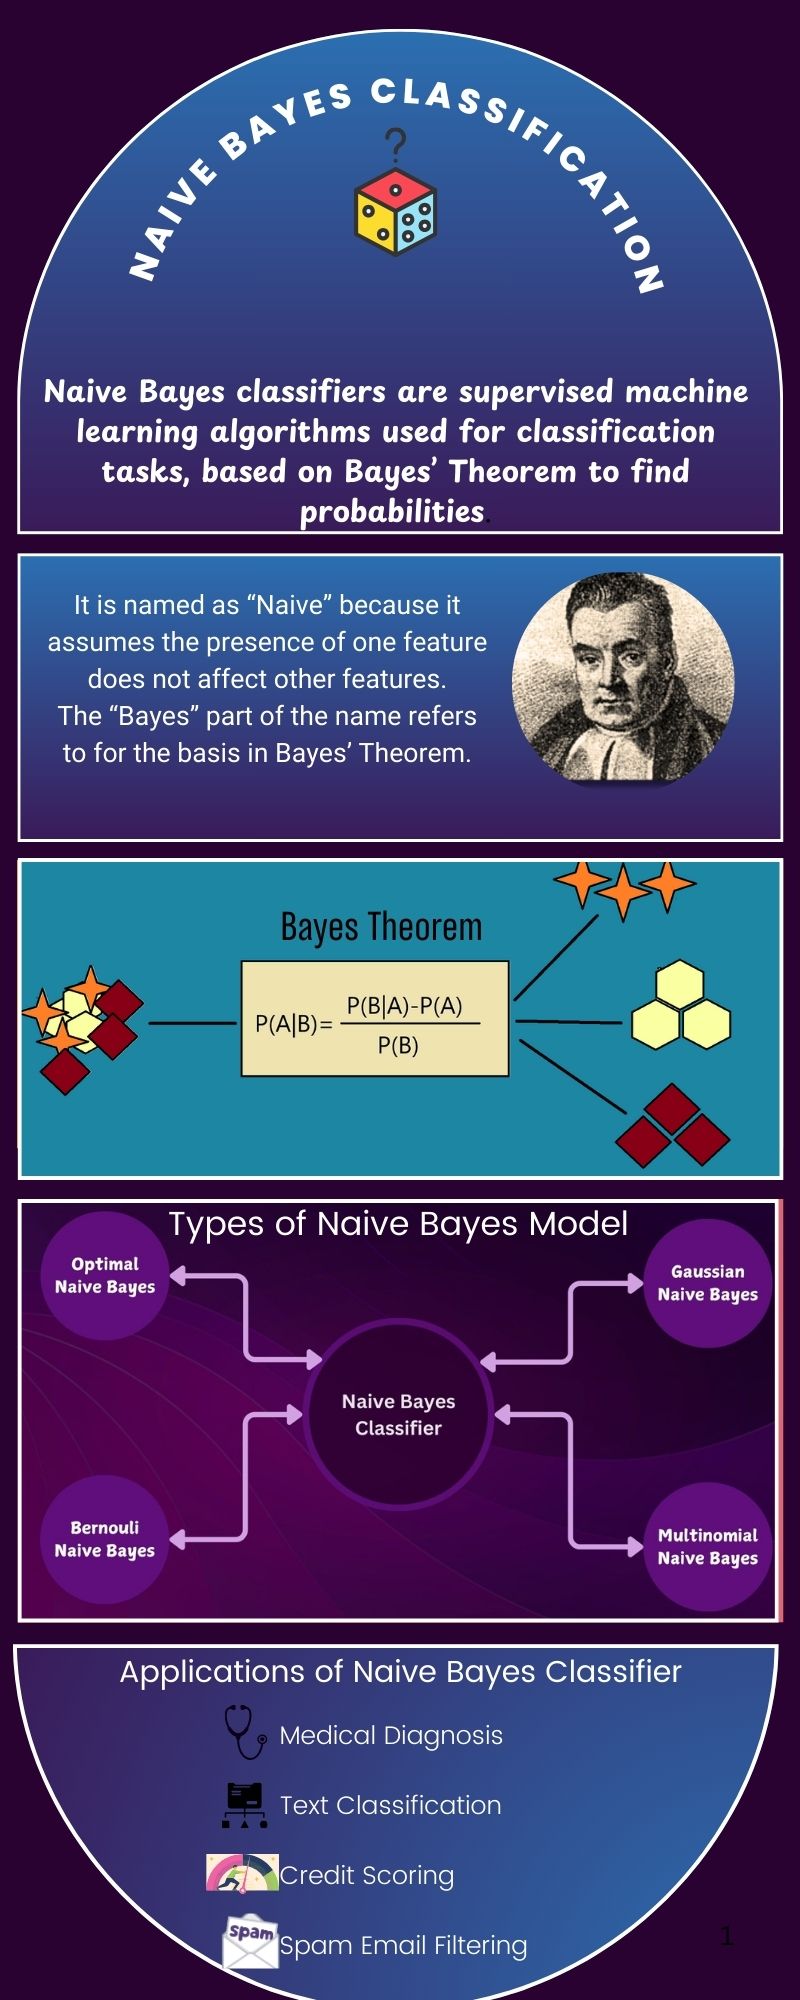 NAIVE BAYES CLASSIFICATION
?
Naive Bayes classifiers are supervised machine
learning algorithms used for classification
tasks, based on Bayes’ Theorem to find
probabilities.
It is named as “Naive” because it
assumes the presence of one feature
does not affect other features.
The “Bayes” part of the name refers
to for the basis in Bayes’ Theorem.
Bayes Theorem
P(A|B)= P(B|A)-P(A)
P(B)
Types of Naive Bayes Model
Optimal
Naive Bayes
Gaussian
Naive Bayes
Naive Bayes
Classifier
Bernouli
Naive Bayes
Multinomial
Naive Bayes
Applications of Naive Bayes Classifier
Medical Diagnosis
Text Classification
Credit Scoring
spam
Spam Email Filtering
1